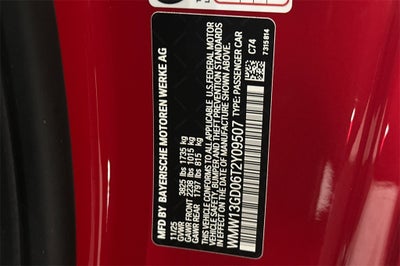 MFD BY BAYERISCHE MOTOREN WERKE AG
11/25
GVWR 3825 lbs 1735 kg
GAWR FRONT 2238 lbs 1015 kg
GAWR REAR 1797 lbs 815 kg
THIS VEHICLE CONFORMS TO ALL APPLICABLE U.S. FEDERAL MOTOR
VEHICLE SAFETY, BUMPER AND THEFT PREVENTION STANDARDS
IN EFFECT ON THE DATE OF MANUFACTURE SHOWN ABOVE.
WMW13GD06T2Y09507 TYPE: PASSENGER CAR
C74
7 315 814